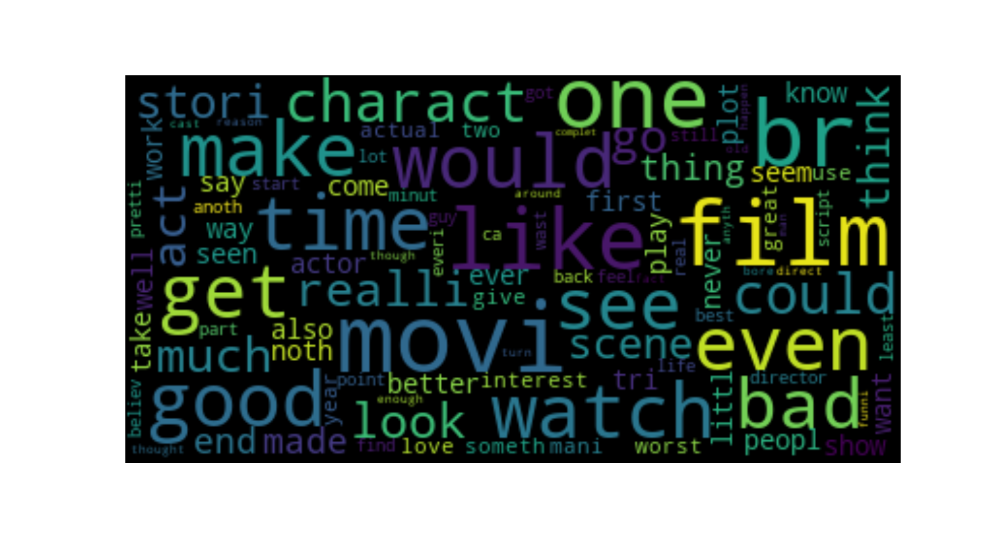 stori
charact
got
one
plot
happen
know
think
work
cast
reason
make
actual
two
lot
would
complet
go
still
old
thing
br
seem
use
pretti
act
say
start
come
minut
anoth
time
way
seen
guy
everi
around
like
ca
wast
first
play
real
film
never
anyth
great
man
script
well
get
actor
though
realli
ever
give
back
feel
fact
see
bore
direct
could
best
least
take
part
also
much
noth
movi
turn
scene
even
life
believ
good
year
point
better
interest
tri
enough
look
watch
littl
director
bad
funni
want
thought
end
made
find
love
someth
mani
worst
peopl
show